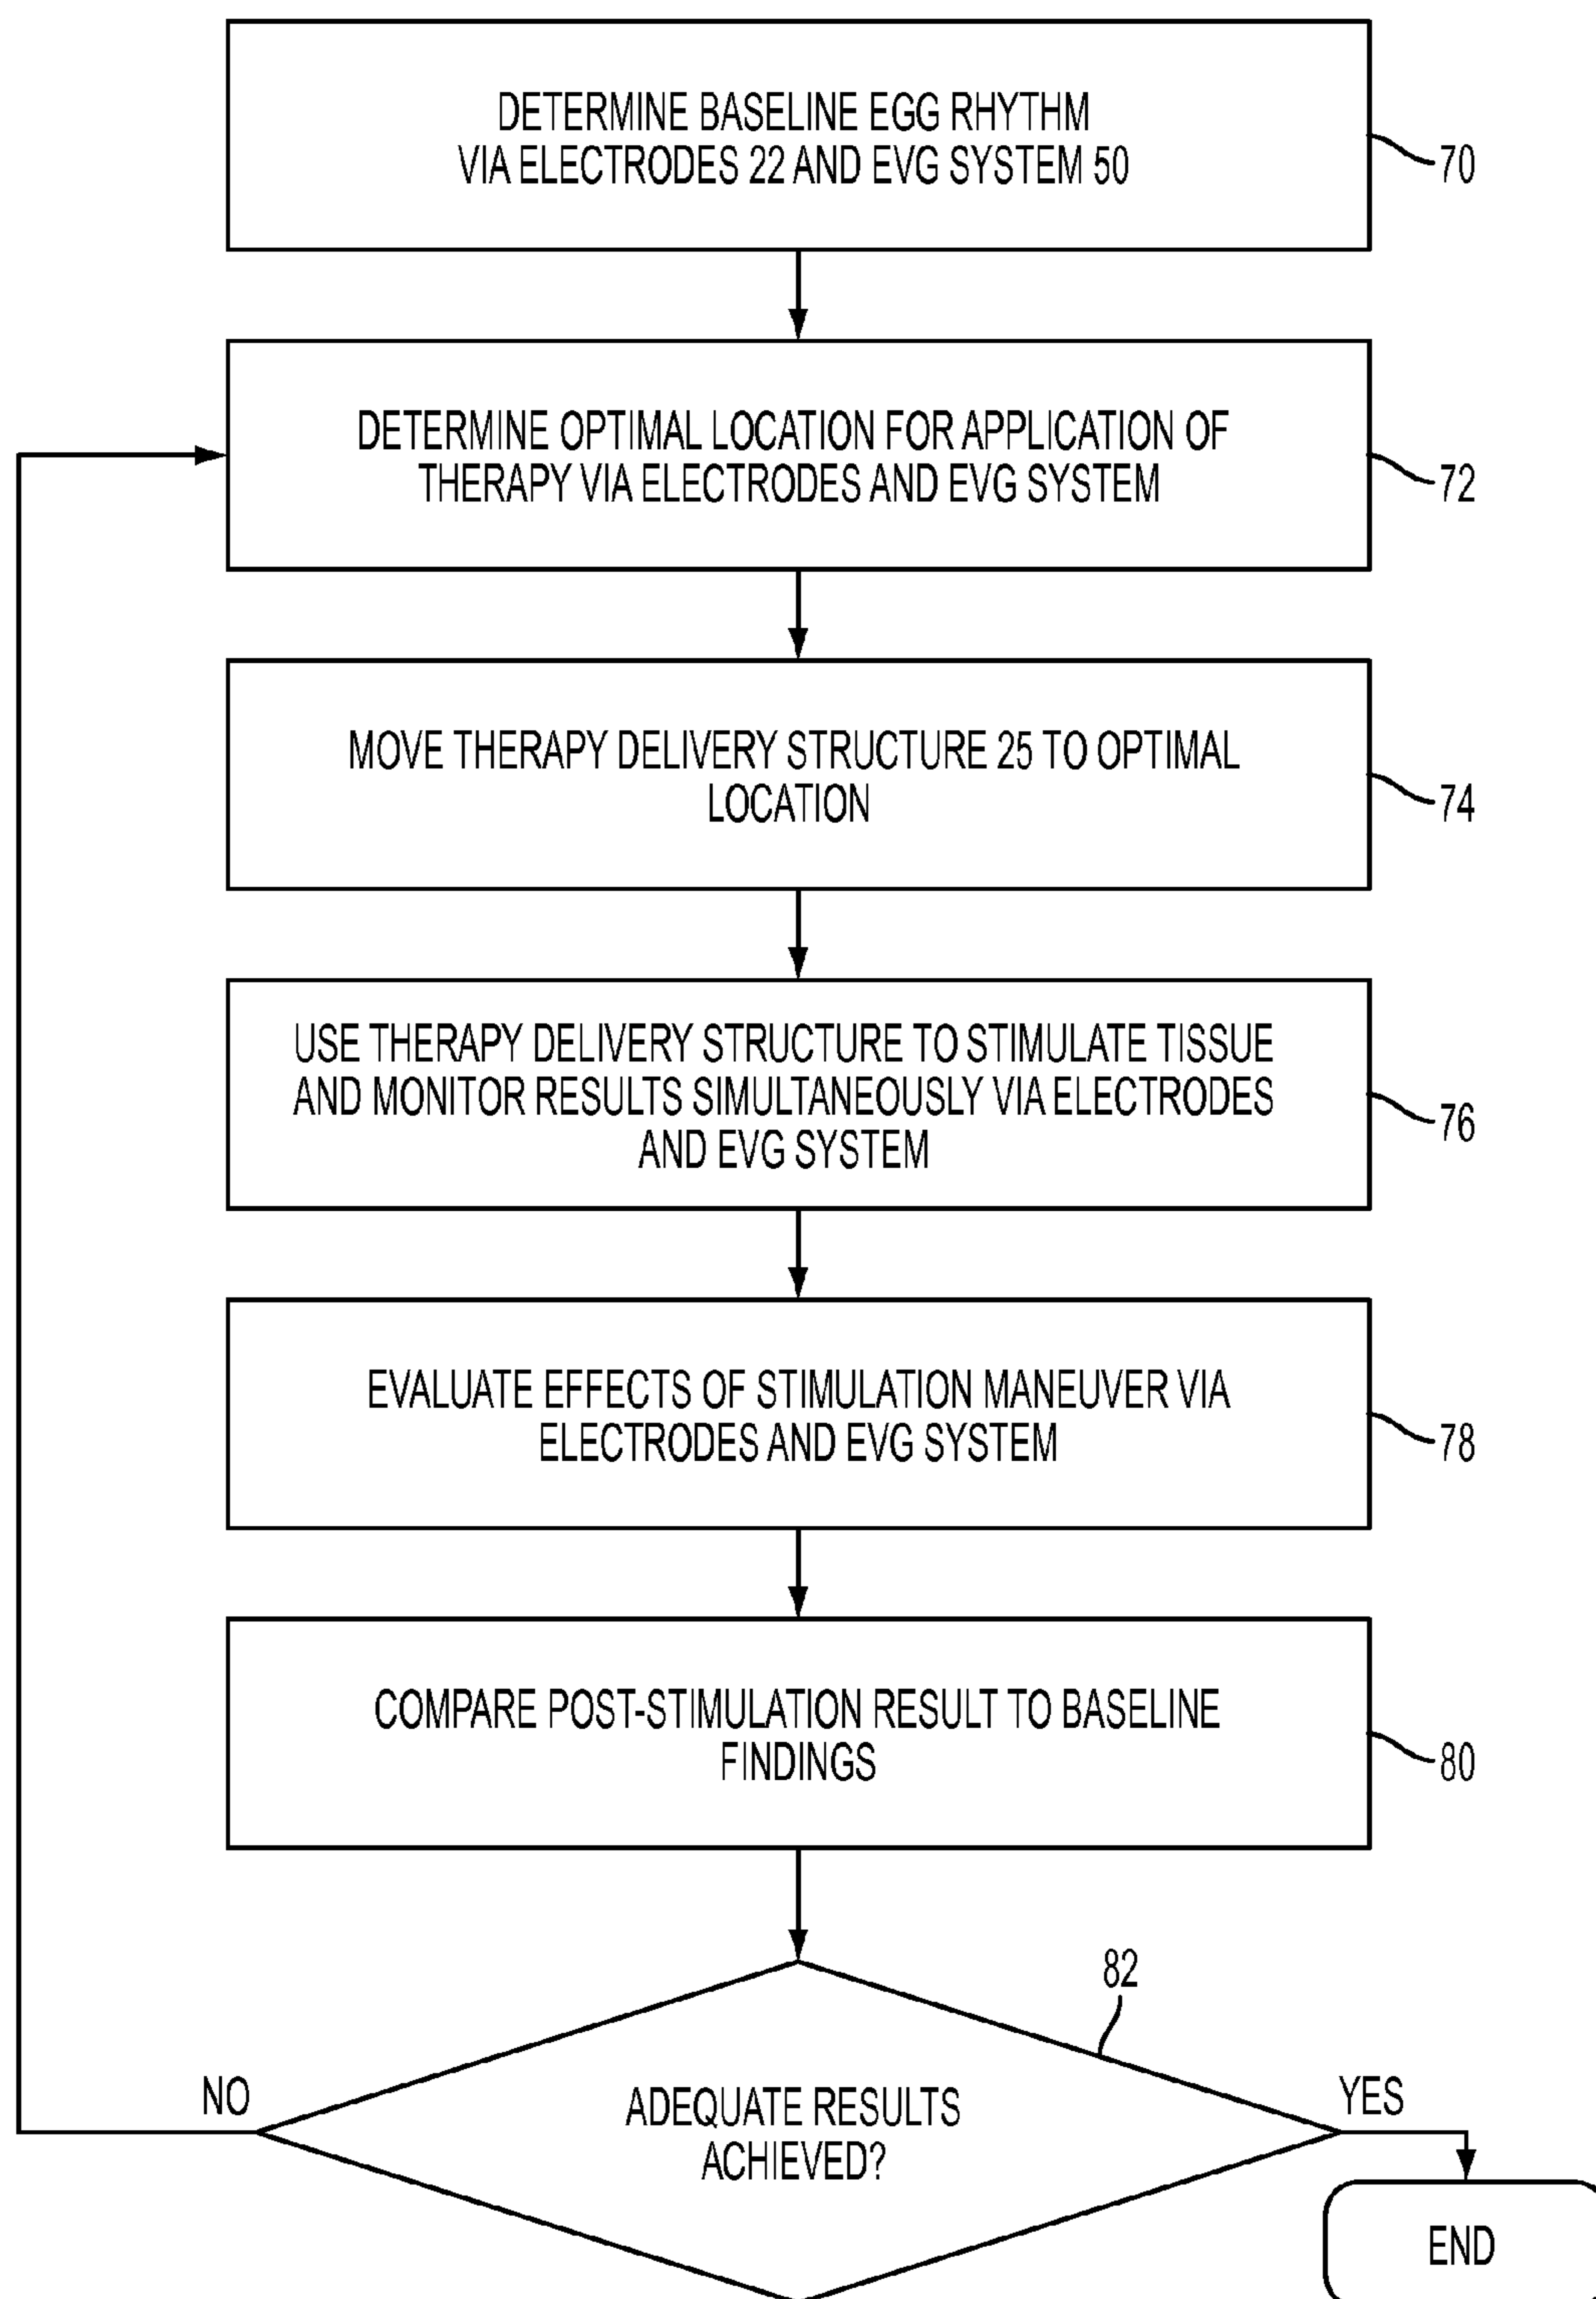 DETERMINE BASELINE EGG RHYTHM
VIA ELECTRODES 22 AND EVG SYSTEM 50
70
DETERMINE OPTIMAL LOCATION FOR APPLICATION OF
THERAPY VIA ELECTRODES AND EVG SYSTEM
72
MOVE THERAPY DELIVERY STRUCTURE 25 TO OPTIMAL
LOCATION
74
USE THERAPY DELIVERY STRUCTURE TO STIMULATE TISSUE
AND MONITOR RESULTS SIMULTANEOUSLY VIA ELECTRODES
AND EVG SYSTEM
76
EVALUATE EFFECTS OF STIMULATION MANEUVER VIA
ELECTRODES AND EVG SYSTEM
78
COMPARE POST-STIMULATION RESULT TO BASELINE
FINDINGS
80
82
NO
ADEQUATE RESULTS
ACHIEVED?
YES
END